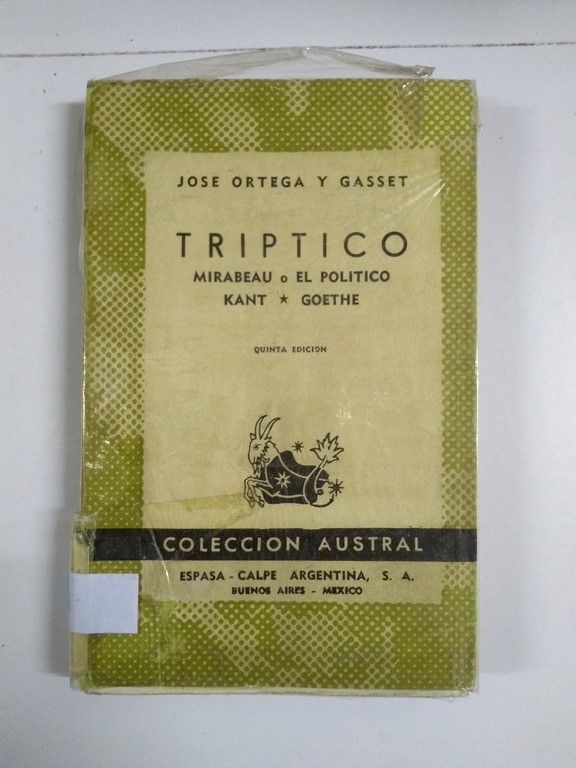 JOSE ORTEGA Y GASSET
TRIPTICO
MIRABEAU o EL POLITICO
KANT ★ GOETHE
QUINTA EDICION
COLECCION AUSTRAL
ESPASA - CALPE ARGENTINA, S. A.
BUENOS AIRES - MEXICO